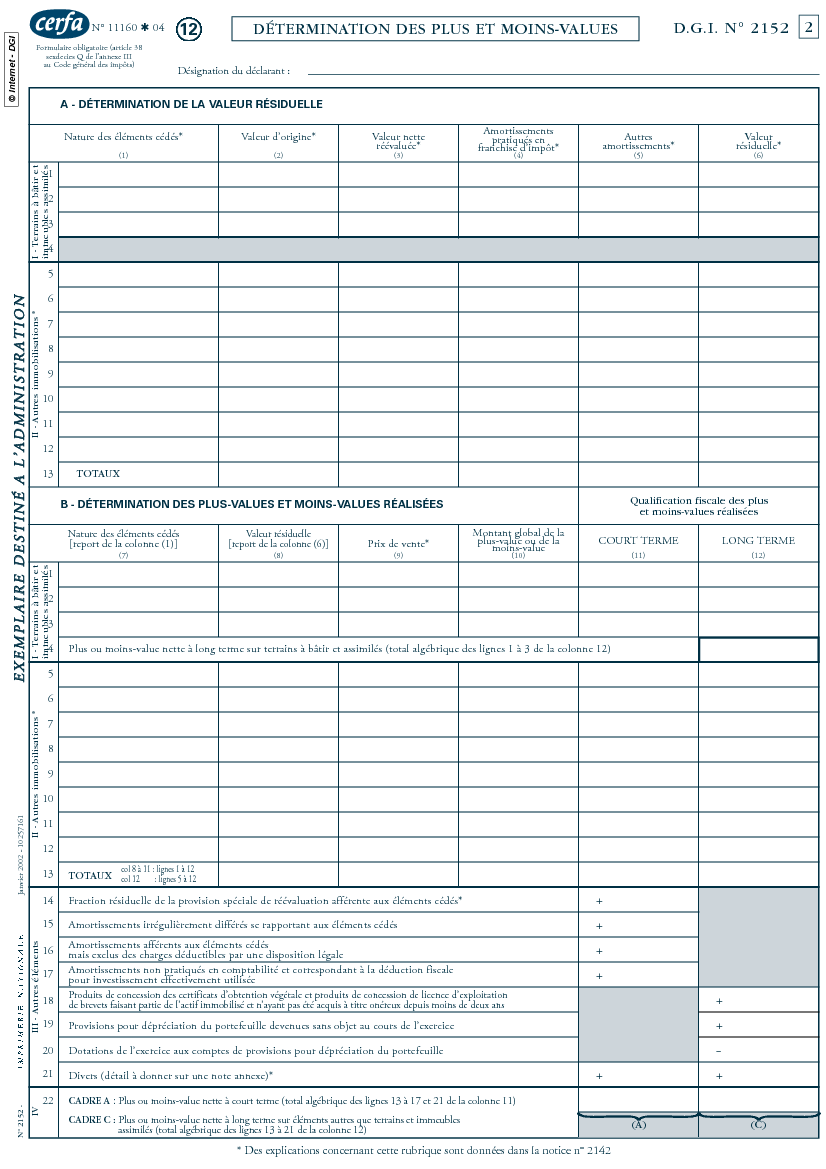 cerfa
N° 11160 ✱ 04
12
DÉTERMINATION DES PLUS ET MOINS-VALUES
D.G.I. N° 2152
2
Formulaire obligatoire (article 38
sexdecies Q de l'annexe III
au Code général des impôts)
Désignation du déclarant :
© Internet - DGI
A - DÉTERMINATION DE LA VALEUR RÉSIDUELLE
Nature des éléments cédés*
(1)
Valeur d'origine*
(2)
Valeur nette
réévaluée*
(3)
Amortissements
pratiqués en
franchise d'impôt*
(4)
Autres
amortissements*
(5)
Valeur
résiduelle*
(6)
I - Terrains à bâtir et
immeubles assimilés
1
2
3
4
II - Autres immobilisations *
5
6
7
8
9
10
11
12
13 TOTAUX
EXEMPLAIRE DESTINÉ A L'ADMINISTRATION
B - DÉTERMINATION DES PLUS-VALUES ET MOINS-VALUES RÉALISÉES
Qualification fiscale des plus
et moins-values réalisées
Nature des éléments cédés
[report de la colonne (1)]
(7)
Valeur résiduelle
[report de la colonne (6)]
(8)
Prix de vente*
(9)
Montant global de la
plus-value ou de la
moins-value
(10)
COURT TERME
(11)
LONG TERME
(12)
I - Terrains à bâtir et
immeubles assimilés
1
2
3
4 Plus ou moins-value nette à long terme sur terrains à bâtir et assimilés (total algébrique des lignes 1 à 3 de la colonne 12)
II - Autres immobilisations *
5
6
7
8
9
10
11
12
13 TOTAUX
col 8 à 11 : lignes 1 à 12
col 12 : lignes 5 à 12
III - Autres éléments
14 Fraction résiduelle de la provision spéciale de réévaluation afférente aux éléments cédés* +
15 Amortissements irrégulièrement différés se rapportant aux éléments cédés +
16 Amortissements afférents aux éléments cédés
mais exclus des charges déductibles par une disposition légale +
17 Amortissements non pratiqués en comptabilité et correspondant à la déduction fiscale
pour investissement effectivement utilisée +
18 Produits de concession des certificats d'obtention végétale et produits de concession de licence d'exploitation
de brevets faisant partie de l'actif immobilisé et n'ayant pas été acquis à titre onéreux depuis moins de deux ans +
19 Provisions pour dépréciation du portefeuille devenues sans objet au cours de l'exercice +
20 Dotations de l'exercice aux comptes de provisions pour dépréciation du portefeuille –
21 Divers (détail à donner sur une note annexe)* + +
IV
22 CADRE A : Plus ou moins-value nette à court terme (total algébrique des lignes 13 à 17 et 21 de la colonne 11)
CADRE C : Plus ou moins-value nette à long terme sur éléments autres que terrains et immeubles
assimilés (total algébrique des lignes 13 à 21 de la colonne 12)
(A)
(C)
N° 2152 - IMPRIMERIE NATIONALE
Janvier 2002 - 10 257161
* Des explications concernant cette rubrique sont données dans la notice n° 2142